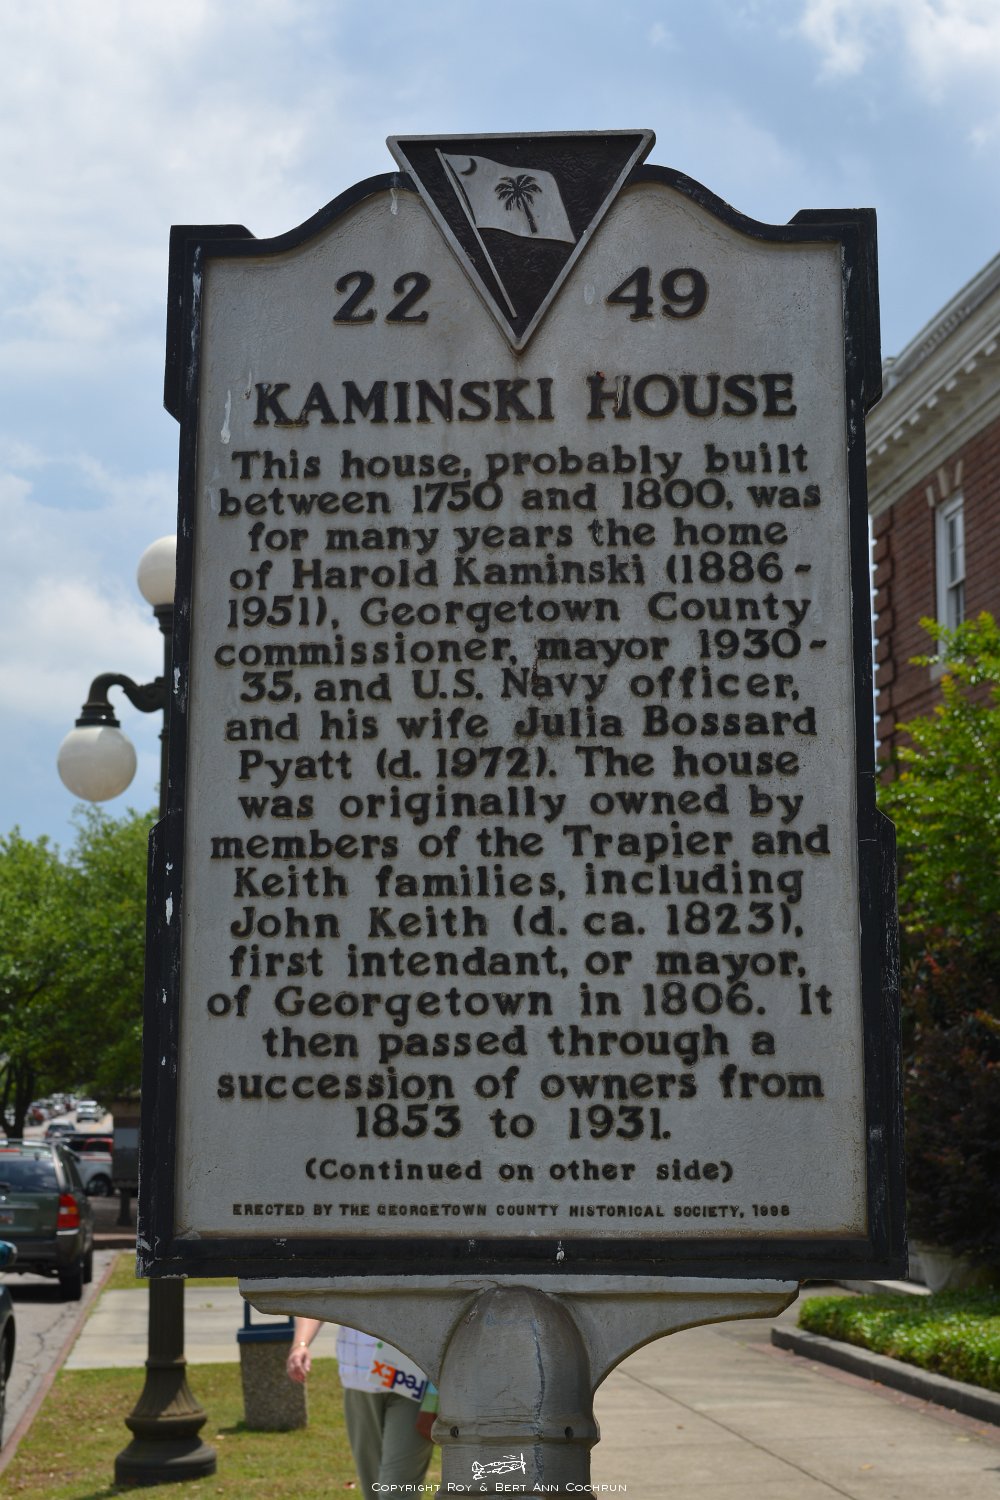 22 49
KAMINSKI HOUSE
This house, probably built
between 1750 and 1800, was
for many years the home
of Harold Kaminski (1886-
1951), Georgetown County
commissioner, mayor 1930-
35, and U.S. Navy officer,
and his wife Julia Bossard
Pyatt (d. 1972). The house
was originally owned by
members of the Trapier and
Keith families, including
John Keith (d. ca. 1823),
first intendant, or mayor,
of Georgetown in 1806. It
then passed through a
succession of owners from
1853 to 1931.
(Continued on other side)
ERECTED BY THE GEORGETOWN COUNTY HISTORICAL SOCIETY, 1998
FedEx
COPYRIGHT ROY & BERT ANN COCHRUN